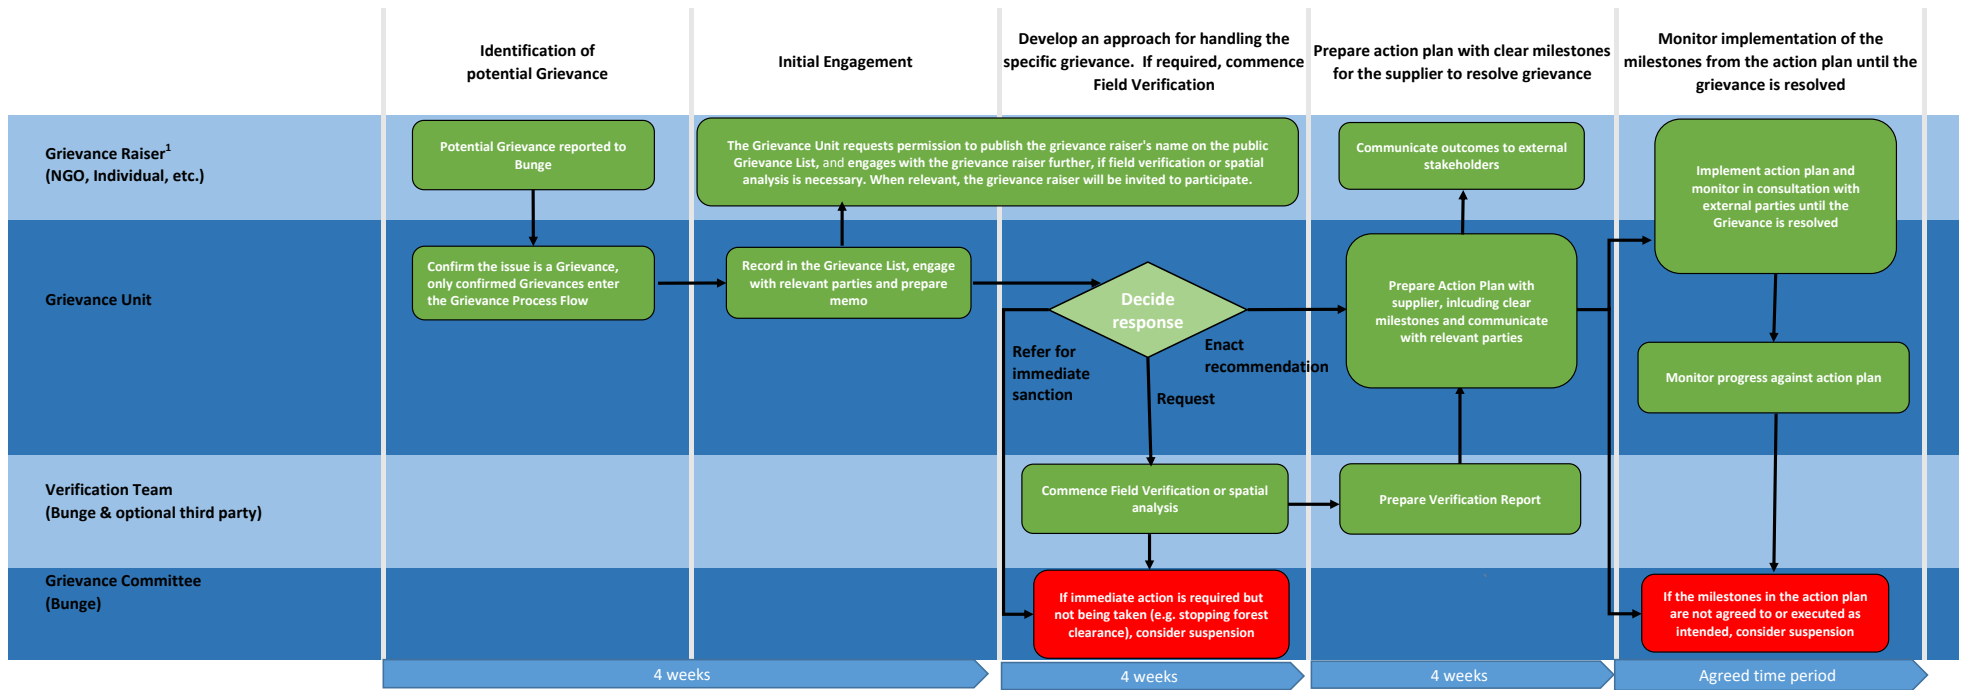 Identification of
potential Grievance
Initial Engagement
Develop an approach for handling the
specific grievance. If required, commence
Field Verification
Prepare action plan with clear milestones
for the supplier to resolve grievance
Monitor implementation of the
milestones from the action plan until the
grievance is resolved
Grievance Raiser1
(NGO, Individual, etc.)
Potential Grievance reported to
Bunge
The Grievance Unit requests permission to publish the grievance raiser's name on the public
Grievance List, and engages with the grievance raiser further, if field verification or spatial
analysis is necessary. When relevant, the grievance raiser will be invited to participate.
Communicate outcomes to external
stakeholders
Implement action plan and
monitor in consultation with
external parties until the
Grievance is resolved
Grievance Unit
Confirm the issue is a Grievance,
only confirmed Grievances enter
the Grievance Process Flow
Record in the Grievance List, engage
with relevant parties and prepare
memo
Decide
response
Refer for
immediate
sanction
Request
Enact
recommendation
Prepare Action Plan with
supplier, inlcuding clear
milestones and communicate
with relevant parties
Monitor progress against action plan
Verification Team
(Bunge & optional third party)
Commence Field Verification or spatial
analysis
Prepare Verification Report
Grievance Committee
(Bunge)
If immediate action is required but
not being taken (e.g. stopping forest
clearance), consider suspension
If the milestones in the action plan
are not agreed to or executed as
intended, consider suspension
4 weeks
4 weeks
4 weeks
Agreed time period